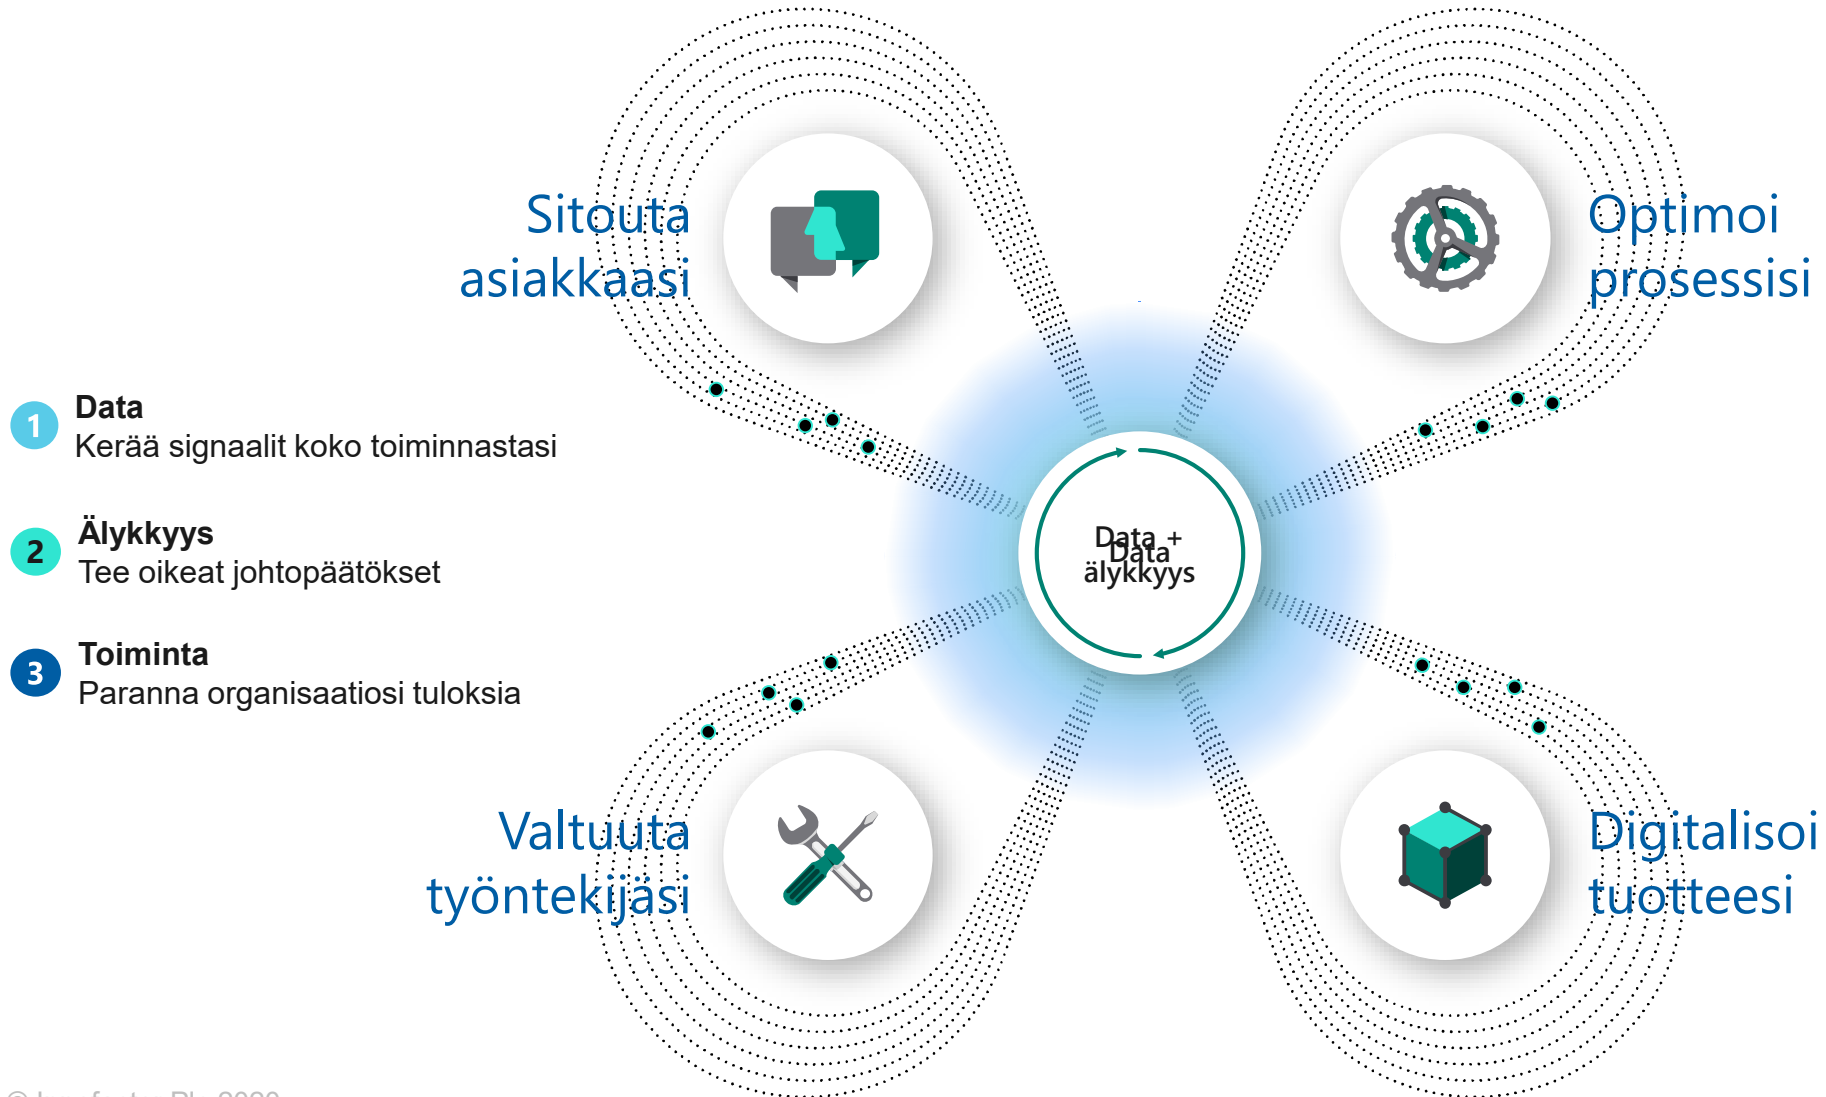 Sitouta
asiakkaasi
Optimoi
prosessisi
1
Data
Kerää signaalit koko toiminnastasi
2
Älykkyys
Tee oikeat johtopäätökset
3
Toiminta
Paranna organisaatiosi tuloksia
Data +
Data
älykkyys
Valtuuta
työntekijäsi
Digitalisoi
tuotteesi